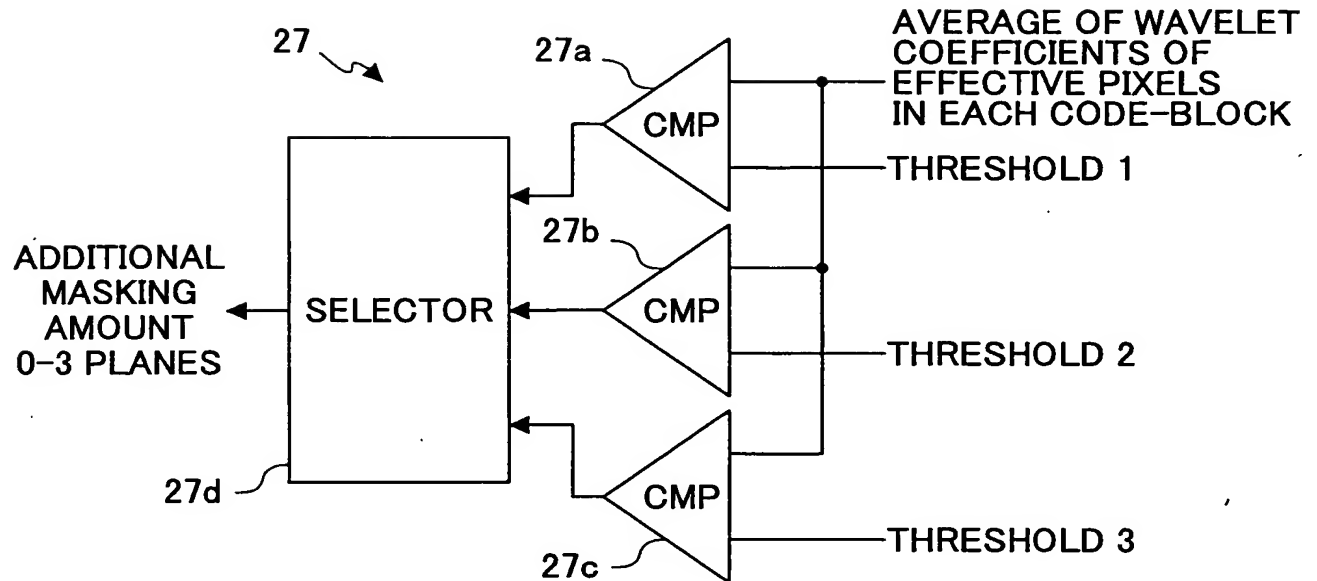 27
27a
AVERAGE OF WAVELET
COEFFICIENTS OF
EFFECTIVE PIXELS
IN EACH CODE-BLOCK
CMP
THRESHOLD 1
27b
ADDITIONAL
MASKING
AMOUNT
0-3 PLANES
SELECTOR
CMP
THRESHOLD 2
27d
CMP
27c
THRESHOLD 3